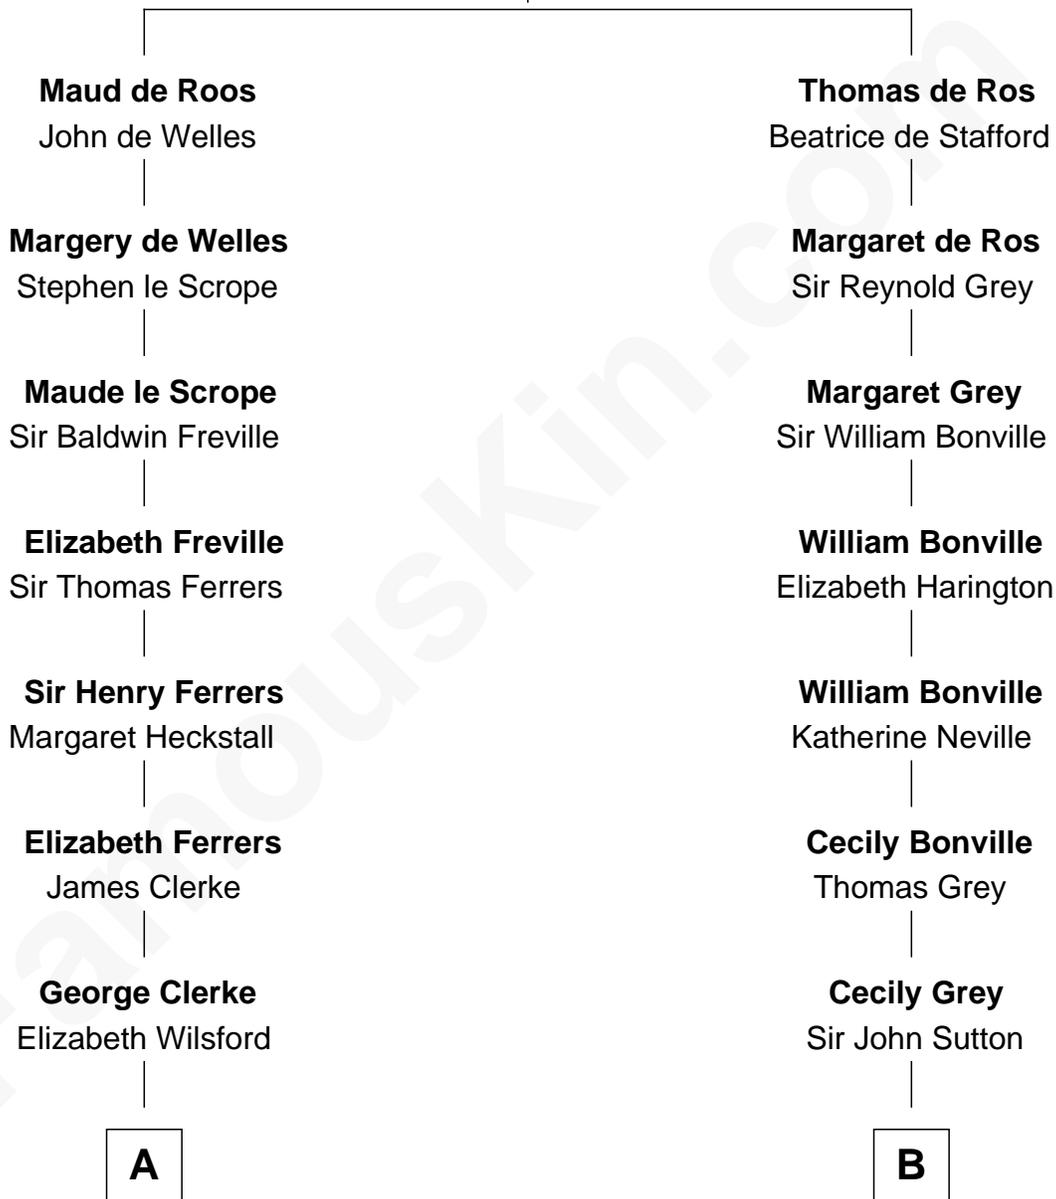 Maud de Roos
John de Welles
Thomas de Ros
Beatrice de Stafford
Margery de Welles
Stephen le Scrope
Margaret de Ros
Sir Reynold Grey
Maude le Scrope
Sir Baldwin Freville
Margaret Grey
Sir William Bonville
Elizabeth Freville
Sir Thomas Ferrers
William Bonville
Elizabeth Harington
Sir Henry Ferrers
Margaret Heckstall
William Bonville
Katherine Neville
Elizabeth Ferrers
James Clerke
Cecily Bonville
Thomas Grey
George Clerke
Elizabeth Wilsford
Cecily Grey
Sir John Sutton
A
B
FamousKin.com